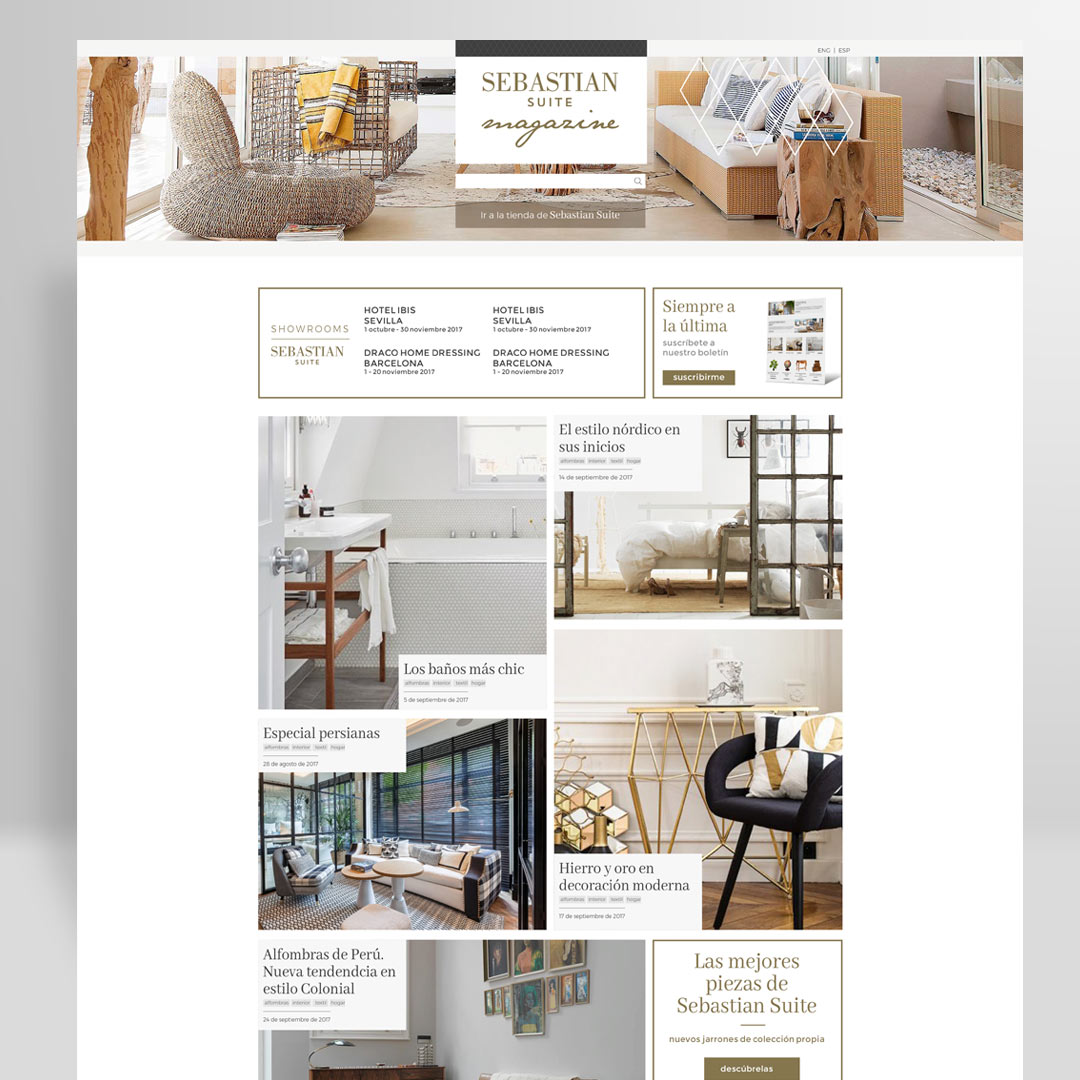 ENG | ESP
SEBASTIAN
SUITE
magazine
Ir a la tienda de Sebastian Suite
SHOWROOMS
SEBASTIAN
SUITE
HOTEL IBIS
SEVILLA
1 octubre - 30 noviembre 2017
DRACO HOME DRESSING
BARCELONA
1 - 20 noviembre 2017
HOTEL IBIS
SEVILLA
1 octubre - 30 noviembre 2017
DRACO HOME DRESSING
BARCELONA
1 - 20 noviembre 2017
Siempre a
la última
suscríbete a
nuestro boletín
suscribirme
El estilo nórdico en
sus inicios
alfombras interior textil hogar
14 de septiembre de 2017
Los baños más chic
alfombras interior textil hogar
5 de septiembre de 2017
Especial persianas
alfombras interior textil hogar
28 de agosto de 2017
Hierro y oro en
decoración moderna
alfombras interior textil hogar
17 de septiembre de 2017
Alfombras de Perú.
Nueva tendendcia en
estilo Colonial
alfombras interior textil hogar
24 de septiembre de 2017
Las mejores
piezas de
Sebastian Suite
nuevos jarrones de colección propia
descúbrelas